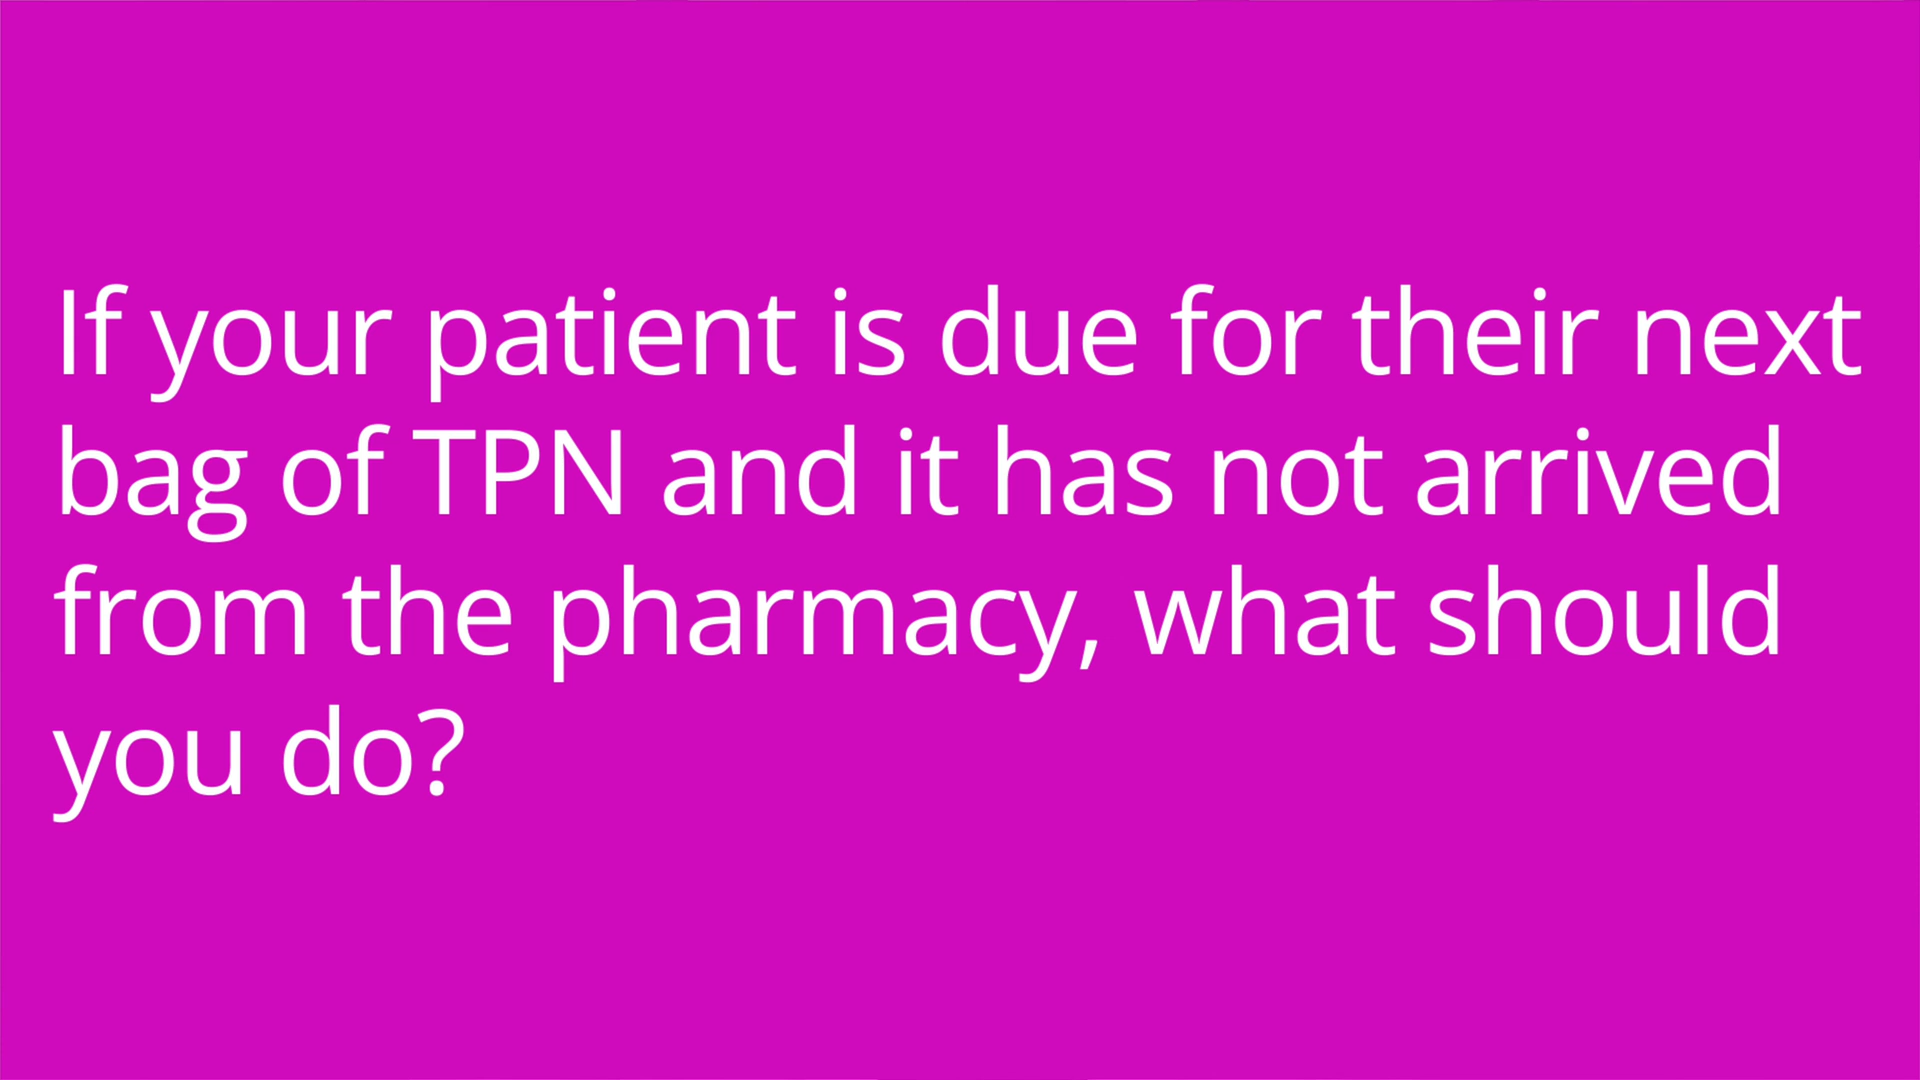 If your patient is due for their next
bag of TPN and it has not arrived
from the pharmacy, what should
you do?